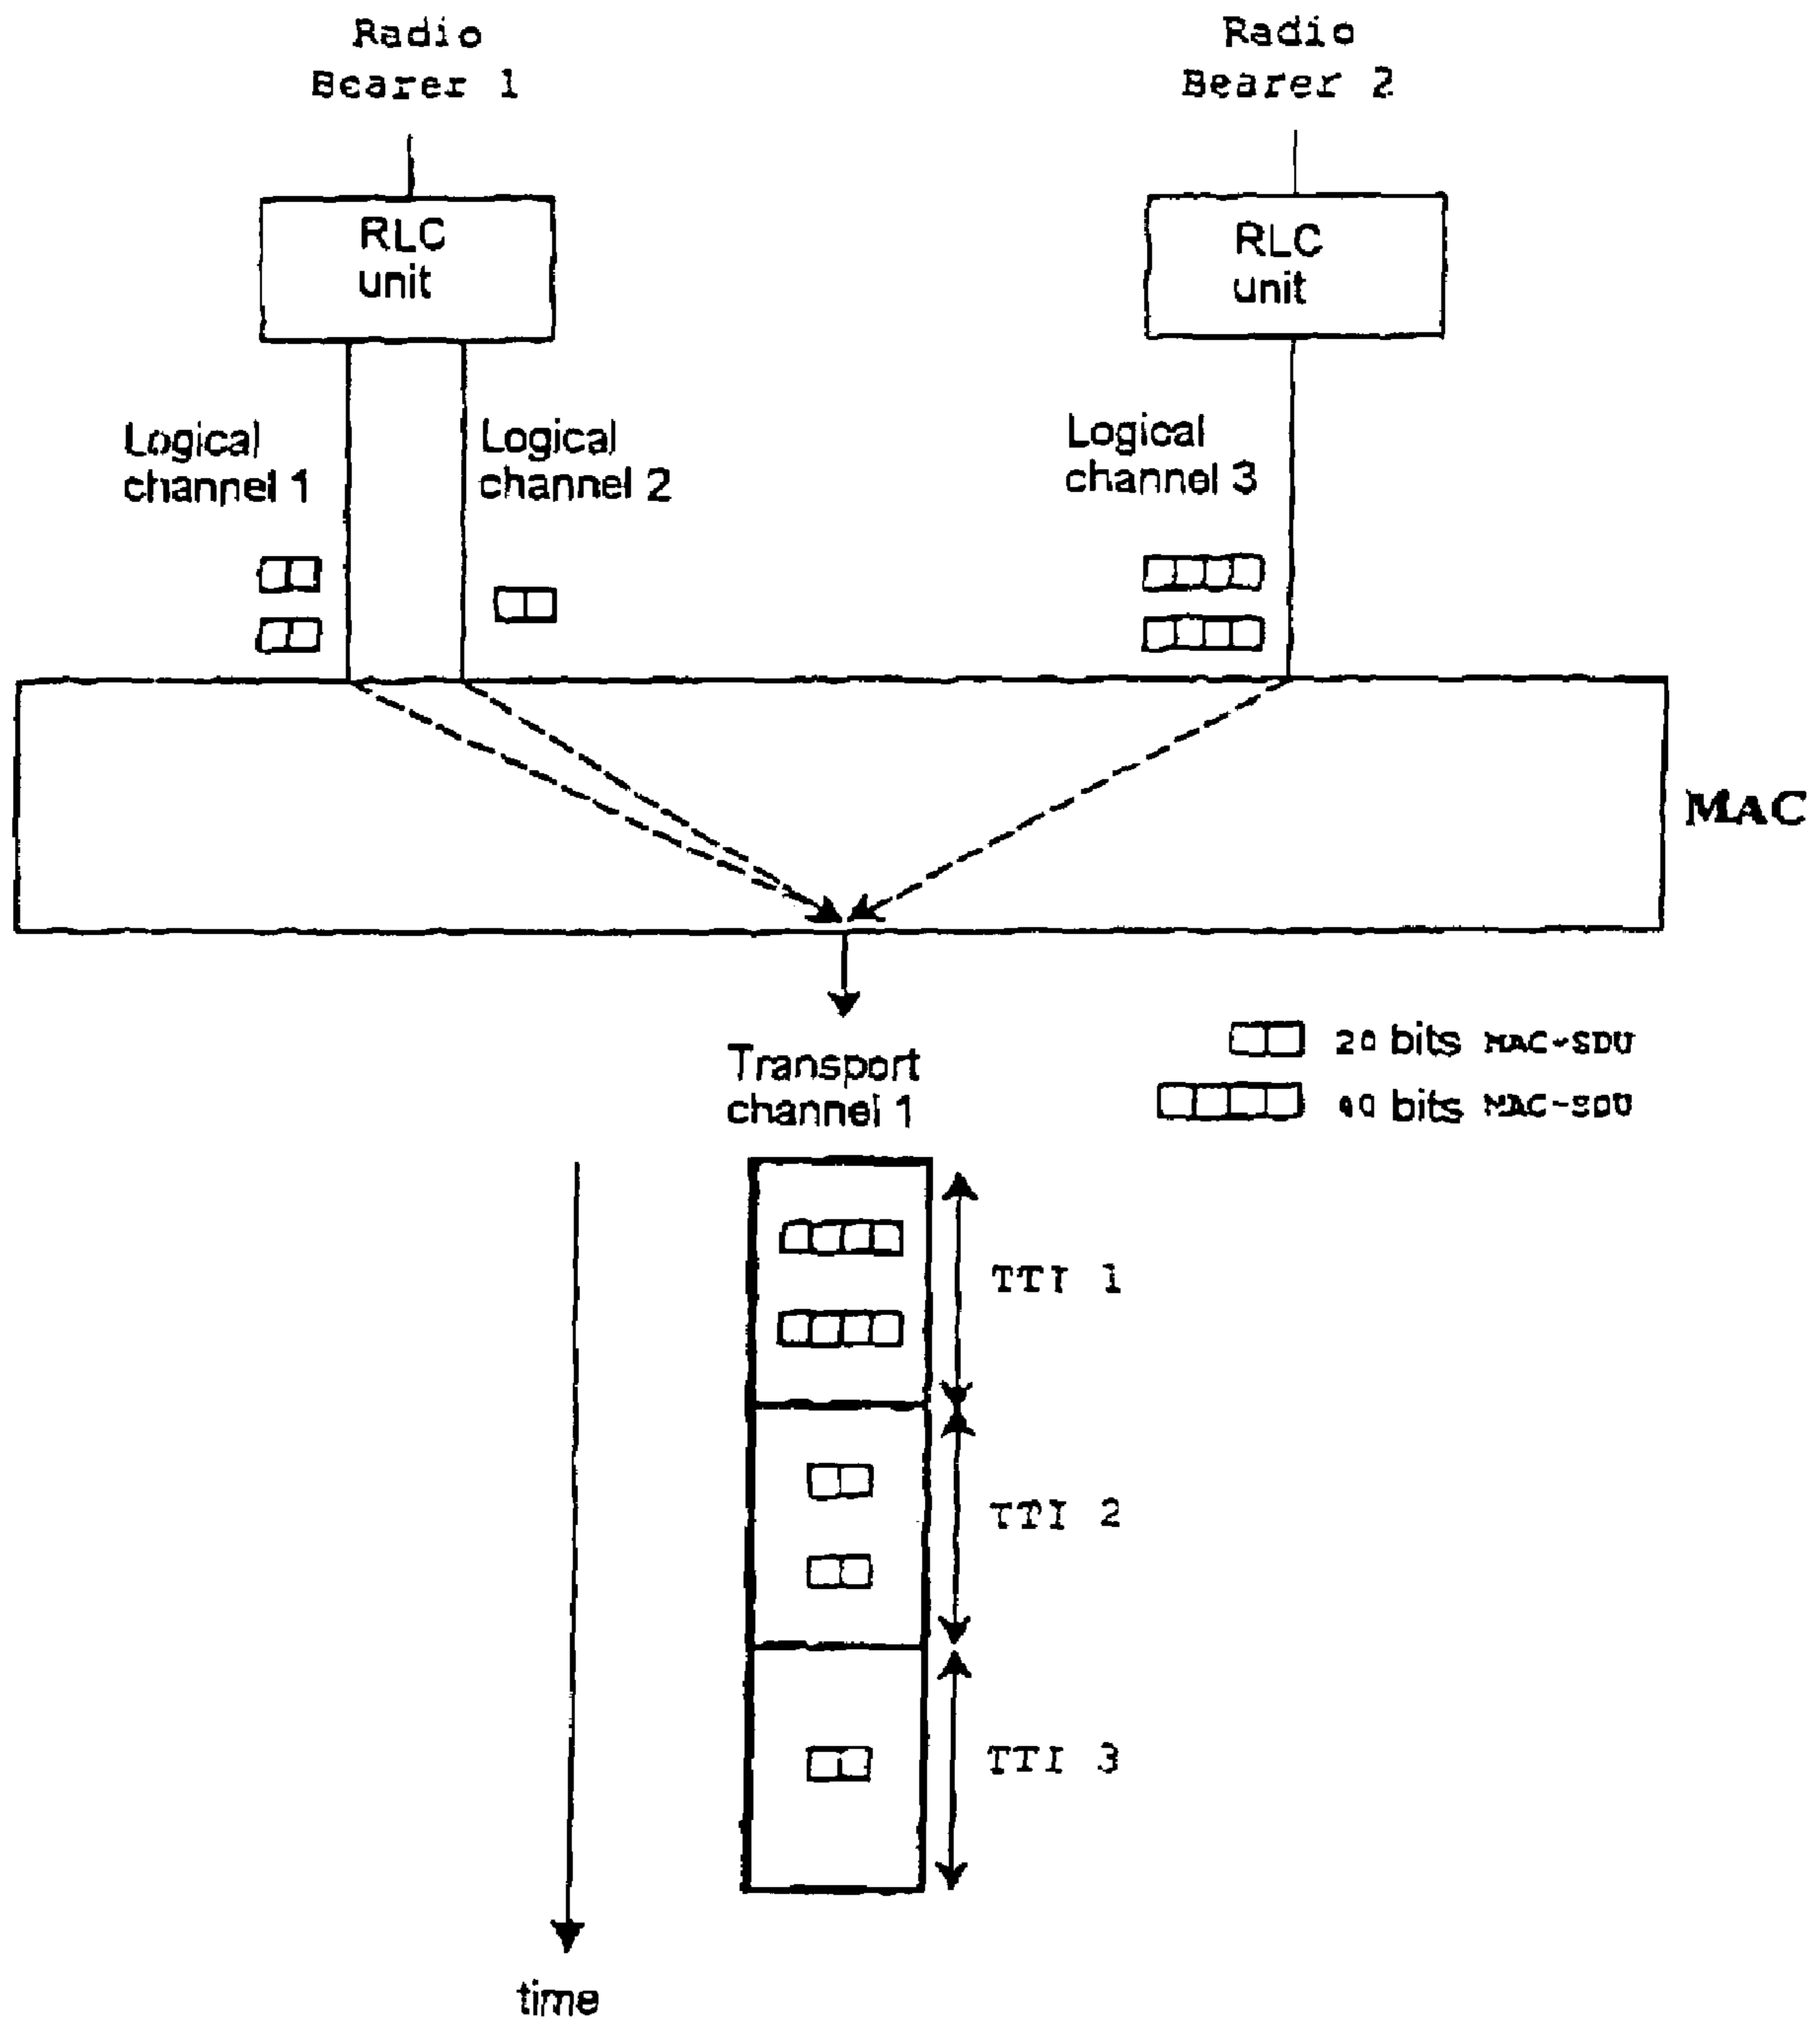 Radio
Bearer 1
Radio
Bearer 2
RLC
unit
RLC
unit
Logical
channel 1
Logical
channel 2
Logical
channel 3
MAC
Transport
channel 1
20 bits MAC-SDU
40 bits MAC-SDU
TTI 1
TTI 2
TTI 3
time